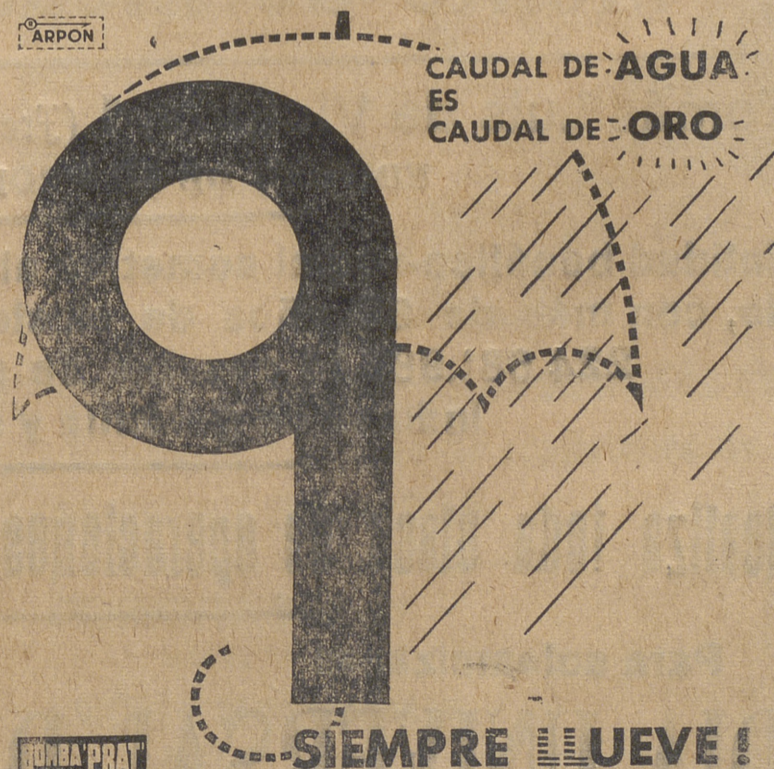 ARPON
CAUDAL DE AGUA
ES
CAUDAL DE ORO
q
SIEMPRE LLUEVE!
BOMBA 'PRAT'